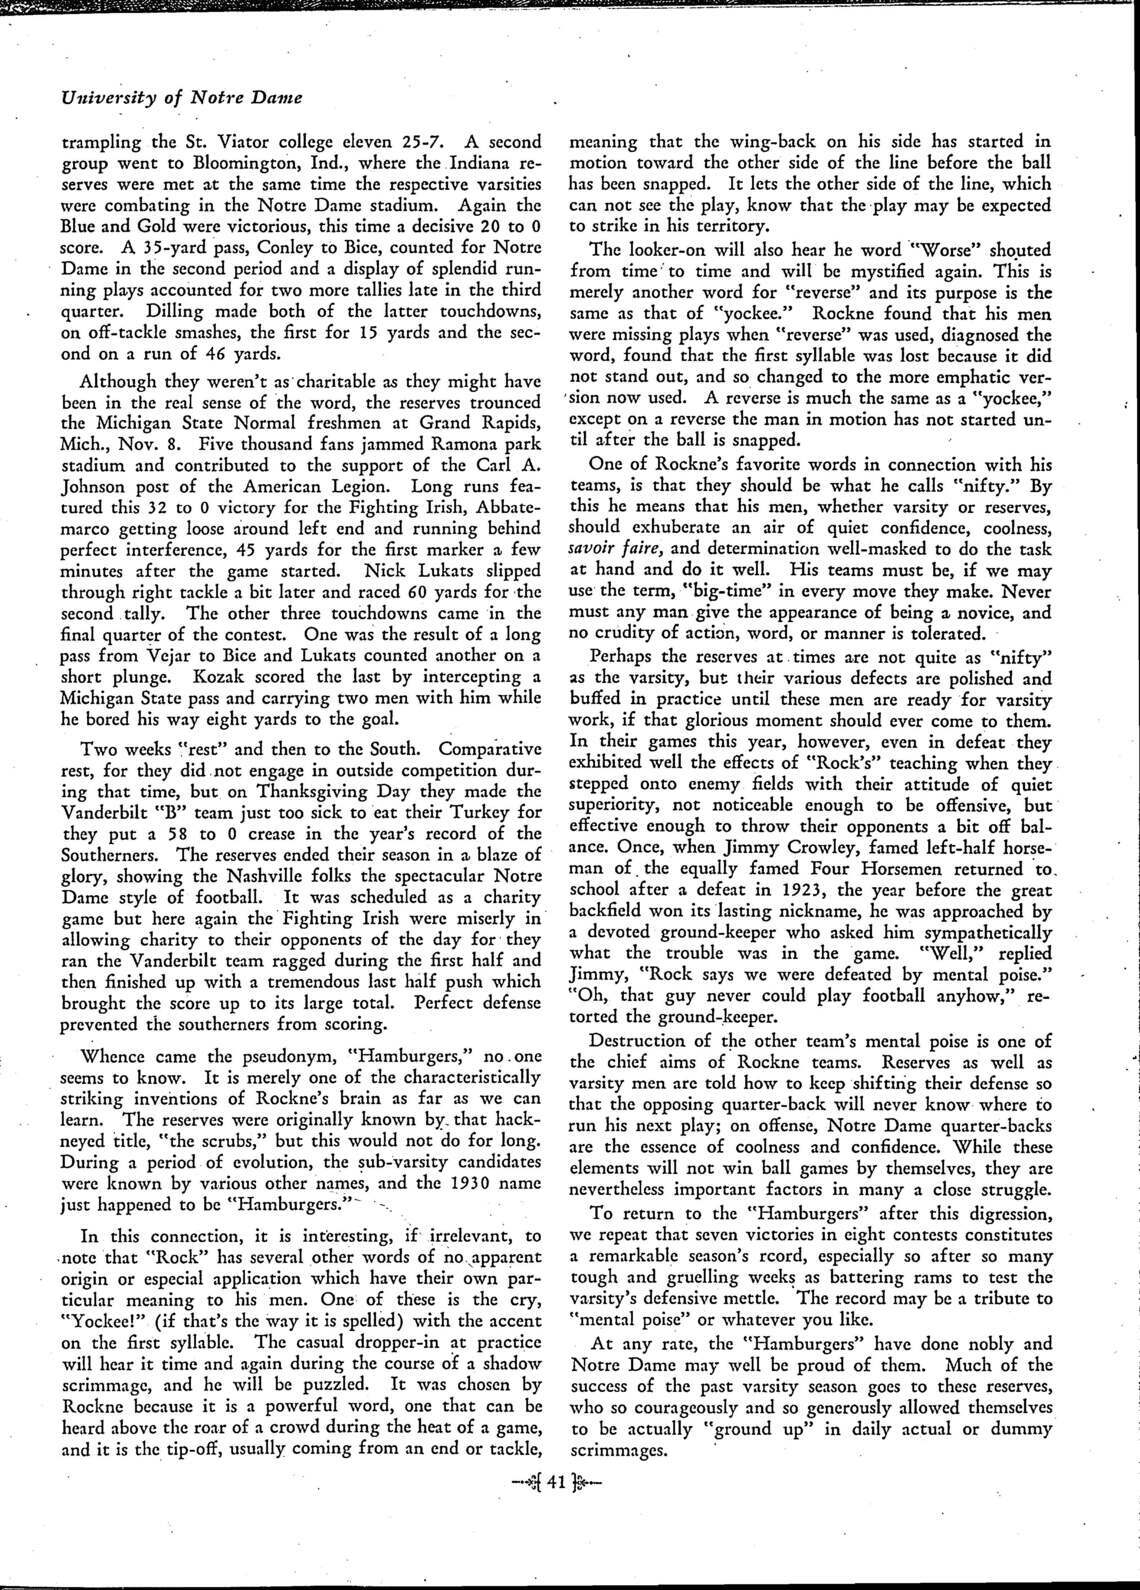 University of Notre Dame
trampling the St. Viator college eleven 25-7. A second
group went to Bloomington, Ind., where the Indiana re-
serves were met at the same time the respective varsities
were combating in the Notre Dame stadium. Again the
Blue and Gold were victorious, this time a decisive 20 to 0
score. A 35-yard pass, Conley to Bice, counted for Notre
Dame in the second period and a display of splendid run-
ning plays accounted for two more tallies late in the third
quarter. Dilling made both of the latter touchdowns,
on off-tackle smashes, the first for 15 yards and the sec-
ond on a run of 46 yards.
Although they weren't as charitable as they might have
been in the real sense of the word, the reserves trounced
the Michigan State Normal freshmen at Grand Rapids,
Mich., Nov. 8. Five thousand fans jammed Ramona park
stadium and contributed to the support of the Carl A.
Johnson post of the American Legion. Long runs fea-
tured this 32 to 0 victory for the Fighting Irish, Abbate-
marco getting loose around left end and running behind
perfect interference, 45 yards for the first marker a few
minutes after the game started. Nick Lukats slipped
through right tackle a bit later and raced 60 yards for the
second tally. The other three touchdowns came in the
final quarter of the contest. One was the result of a long
pass from Vejar to Bice and Lukats counted another on a
short plunge. Kozak scored the last by intercepting a
Michigan State pass and carrying two men with him while
he bored his way eight yards to the goal.
Two weeks "rest" and then to the South. Comparative
rest, for they did not engage in outside competition dur-
ing that time, but on Thanksgiving Day they made the
Vanderbilt "B" team just too sick to eat their Turkey for
they put a 58 to 0 crease in the year's record of the
Southerners. The reserves ended their season in a blaze of
glory, showing the Nashville folks the spectacular Notre
Dame style of football. It was scheduled as a charity
game but here again the Fighting Irish were miserly in
allowing charity to their opponents of the day for they
ran the Vanderbilt team ragged during the first half and
then finished up with a tremendous last half push which
brought the score up to its large total. Perfect defense
prevented the southerners from scoring.
Whence came the pseudonym, "Hamburgers," no one
seems to know. It is merely one of the characteristically
striking inventions of Rockne's brain as far as we can
learn. The reserves were originally known by that hack-
neyed title, "the scrubs," but this would not do for long.
During a period of evolution, the sub-varsity candidates
were known by various other names, and the 1930 name
just happened to be "Hamburgers."
In this connection, it is interesting, if irrelevant, to
note that "Rock" has several other words of no apparent
origin or especial application which have their own par-
ticular meaning to his men. One of these is the cry,
"Yockee!" (if that's the way it is spelled) with the accent
on the first syllable. The casual dropper-in at practice
will hear it time and again during the course of a shadow
scrimmage, and he will be puzzled. It was chosen by
Rockne because it is a powerful word, one that can be
heard above the roar of a crowd during the heat of a game,
and it is the tip-off, usually coming from an end or tackle,
meaning that the wing-back on his side has started in
motion toward the other side of the line before the ball
has been snapped. It lets the other side of the line, which
can not see the play, know that the play may be expected
to strike in his territory.
The looker-on will also hear he word "Worse" shouted
from time to time and will be mystified again. This is
merely another word for "reverse" and its purpose is the
same as that of "yockee." Rockne found that his men
were missing plays when "reverse" was used, diagnosed the
word, found that the first syllable was lost because it did
not stand out, and so changed to the more emphatic ver-
sion now used. A reverse is much the same as a "yockee,"
except on a reverse the man in motion has not started un-
til after the ball is snapped.
One of Rockne's favorite words in connection with his
teams, is that they should be what he calls "nifty." By
this he means that his men, whether varsity or reserves,
should exhuberate an air of quiet confidence, coolness,
savoir faire, and determination well-masked to do the task
at hand and do it well. His teams must be, if we may
use the term, "big-time" in every move they make. Never
must any man give the appearance of being a novice, and
no crudity of action, word, or manner is tolerated.
Perhaps the reserves at times are not quite as "nifty"
as the varsity, but their various defects are polished and
buffed in practice until these men are ready for varsity
work, if that glorious moment should ever come to them.
In their games this year, however, even in defeat they
exhibited well the effects of "Rock's" teaching when they
stepped onto enemy fields with their attitude of quiet
superiority, not noticeable enough to be offensive, but
effective enough to throw their opponents a bit off bal-
ance. Once, when Jimmy Crowley, famed left-half horse-
man of the equally famed Four Horsemen returned to
school after a defeat in 1923, the year before the great
backfield won its lasting nickname, he was approached by
a devoted ground-keeper who asked him sympathetically
what the trouble was in the game. "Well," replied
Jimmy, "Rock says we were defeated by mental poise."
"Oh, that guy never could play football anyhow," re-
torted the ground-keeper.
Destruction of the other team's mental poise is one of
the chief aims of Rockne teams. Reserves as well as
varsity men are told how to keep shifting their defense so
that the opposing quarter-back will never know where to
run his next play; on offense, Notre Dame quarter-backs
are the essence of coolness and confidence. While these
elements will not win ball games by themselves, they are
nevertheless important factors in many a close struggle.
To return to the "Hamburgers" after this digression,
we repeat that seven victories in eight contests constitutes
a remarkable season's rcord, especially so after so many
tough and gruelling weeks as battering rams to test the
varsity's defensive mettle. The record may be a tribute to
"mental poise" or whatever you like.
At any rate, the "Hamburgers" have done nobly and
Notre Dame may well be proud of them. Much of the
success of the past varsity season goes to these reserves,
who so courageously and so generously allowed themselves
to be actually "ground up" in daily actual or dummy
scrimmages.
41